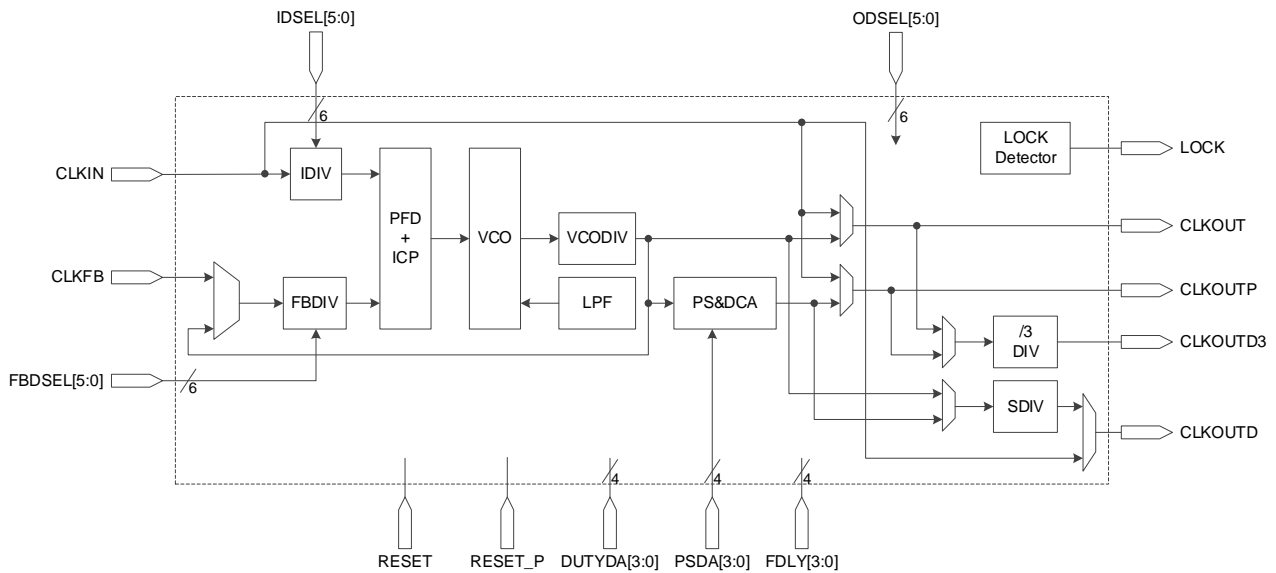 IDSEL[5:0]
ODSEL[5:0]
6
6
LOCK
Detector
LOCK
CLKIN
IDIV
PFD
+
ICP
VCO
VCODIV
CLKOUT
CLKFB
FBDIV
LPF
PS&DCA
CLKOUTP
/3
DIV
CLKOUTD3
FBDSEL[5:0]
6
SDIV
CLKOUTD
4
4
4
RESET
RESET_P
DUTYDA[3:0]
PSDA[3:0]
FDLY[3:0]